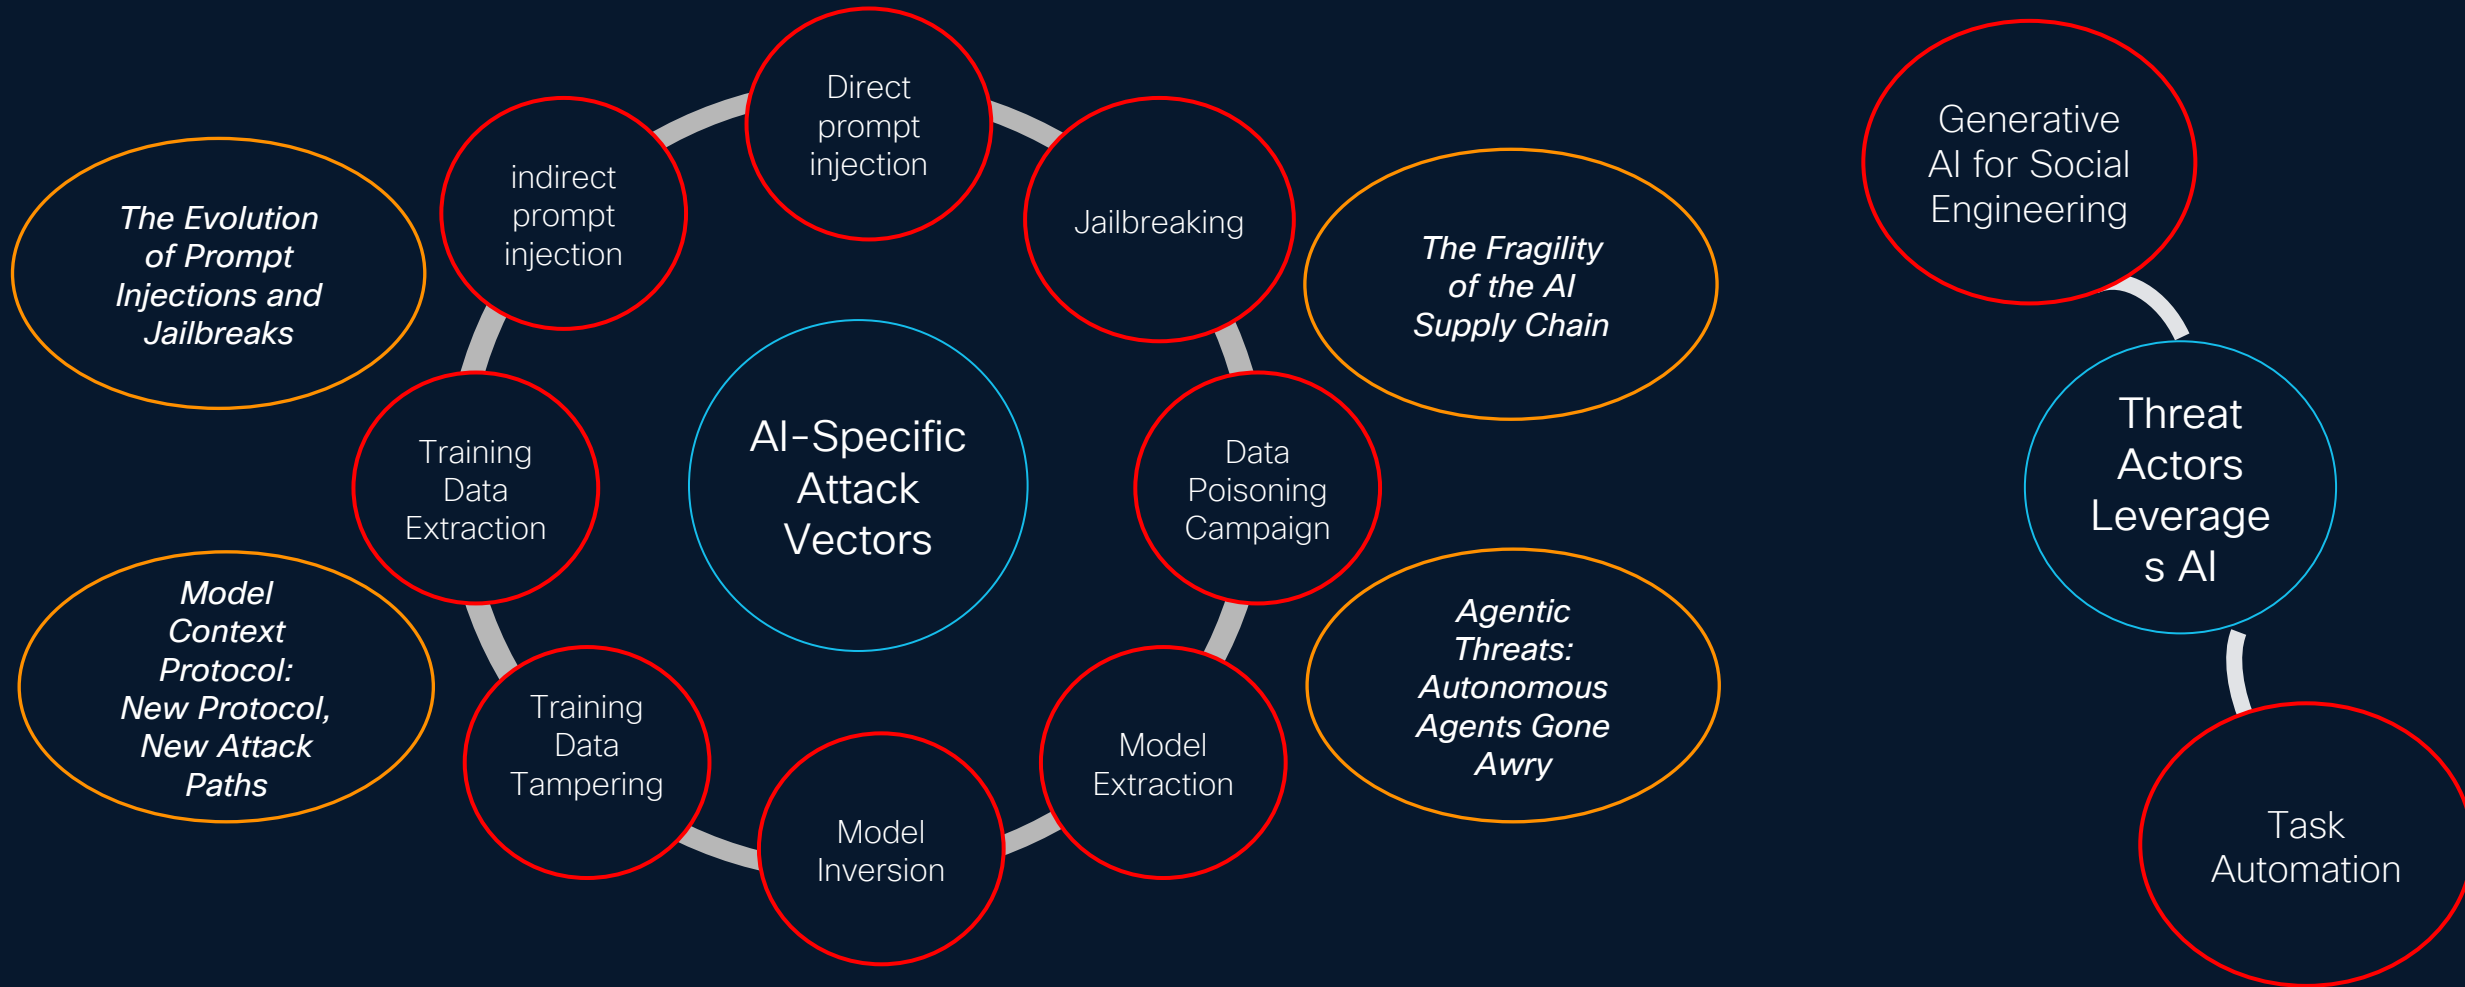 Direct
prompt
injection
indirect
prompt
injection
Jailbreaking
The Evolution
of Prompt
Injections and
Jailbreaks
The Fragility
of the AI
Supply Chain
Training
Data
Extraction
AI-Specific
Attack
Vectors
Data
Poisoning
Campaign
Model
Context
Protocol:
New Protocol,
New Attack
Paths
Training
Data
Tampering
Model
Inversion
Model
Extraction
Agentic
Threats:
Autonomous
Agents Gone
Awry
Generative
AI for Social
Engineering
Threat
Actors
Leverage
s AI
Task
Automation